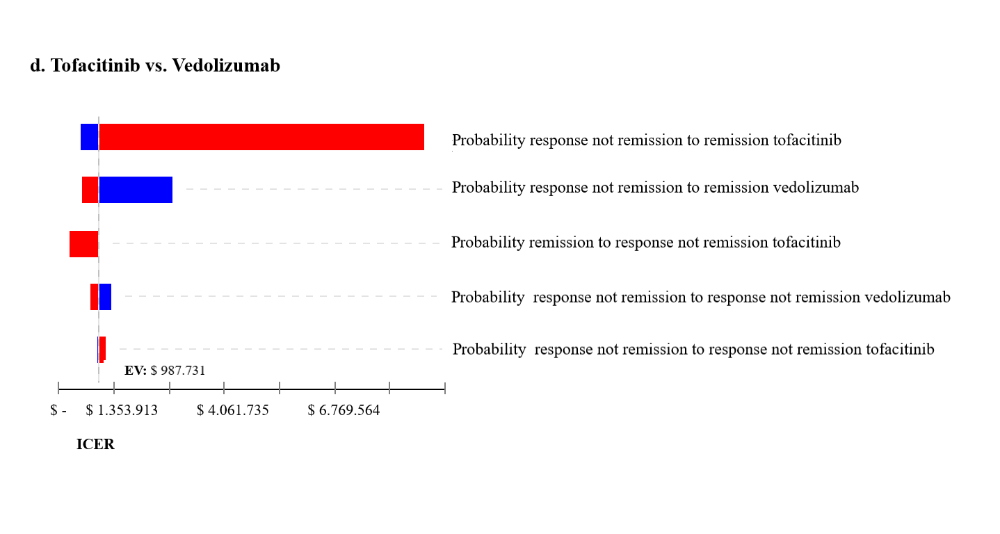 d. Tofacitinib vs. Vedolizumab
Probability response not remission to remission tofacitinib
Probability response not remission to remission vedolizumab
Probability remission to response not remission tofacitinib
Probability  response not remission to response not remission vedolizumab
Probability  response not remission to response not remission tofacitinib
EV: $ 987.731
$ - $ 1.353.913 $ 4.061.735 $ 6.769.564
ICER